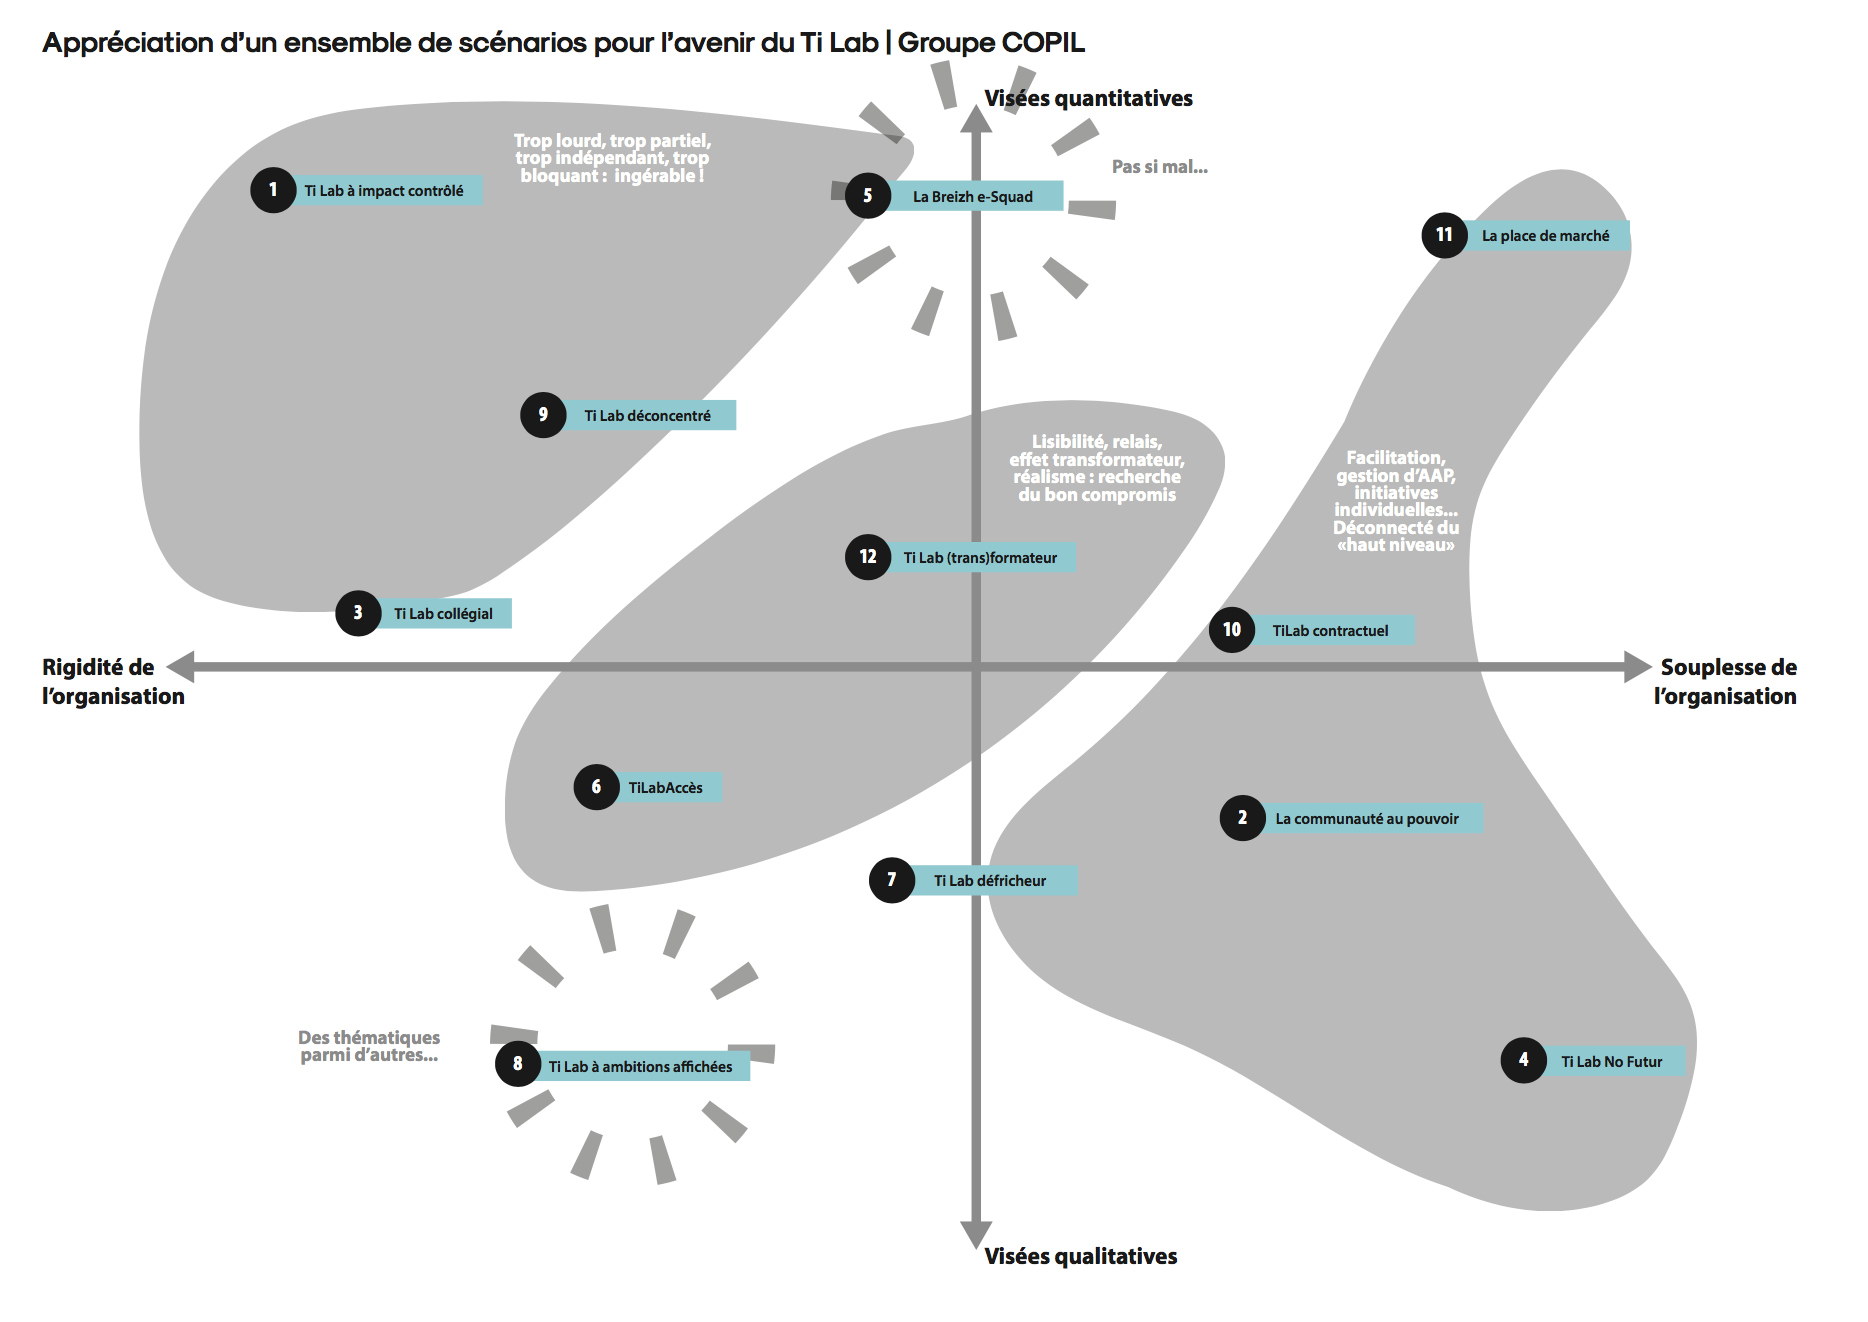 Appréciation d’un ensemble de scénarios pour l’avenir du Ti Lab | Groupe COPIL
Visées quantitatives
Trop lourd, trop partiel,
trop indépendant, trop
bloquant : ingérable !
Pas si mal...
1 Ti Lab à impact contrôlé
5 La Breizh e-Squad
11 La place de marché
9 Ti Lab déconcentré
Lisibilité, relais,
effet transformateur,
réalisme : recherche
du bon compromis
Facilitation,
gestion d’AAP,
initiatives
individuelles...
Déconnecté du
«haut niveau»
12 Ti Lab (trans)formateur
3 Ti Lab collégial
10 TiLab contractuel
Rigidité de
l’organisation
Souplesse de
l’organisation
6 TiLabAccès
2 La communauté au pouvoir
7 Ti Lab défricheur
Des thématiques
parmi d’autres...
8 Ti Lab à ambitions affichées
4 Ti Lab No Futur
Visées qualitatives